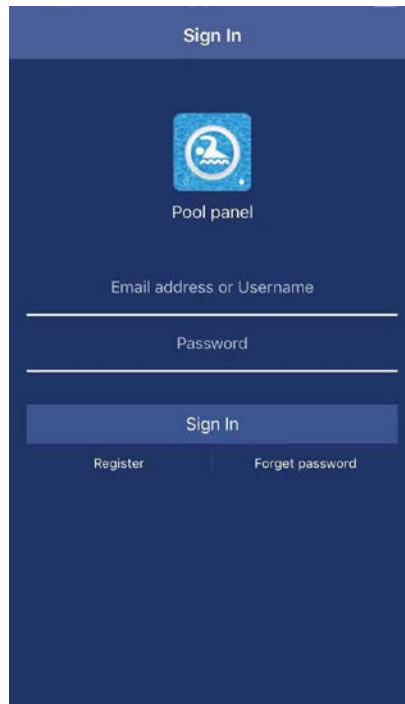 Sign In
Pool panel
Email address or Username
Password
Sign In
Register Forget password